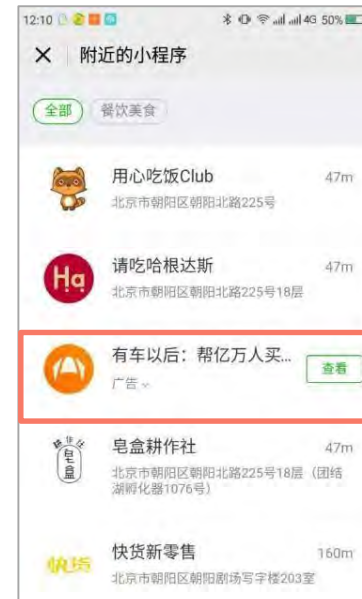 12:10
4G 50%
附近的小程序
全部 餐饮美食
用心吃饭Club 47m
北京市朝阳区朝阳北路225号
Hą
请吃哈根达斯 47m
北京市朝阳区朝阳北路225号18层
有车以后：帮亿万人买...
查看
广告
耕作社
皂盒
皂盒耕作社 47m
北京市朝阳区朝阳北路225号18层（团结
湖孵化器1076号）
快货
快货新零售 160m
北京市朝阳区朝阳剧场写字楼203室